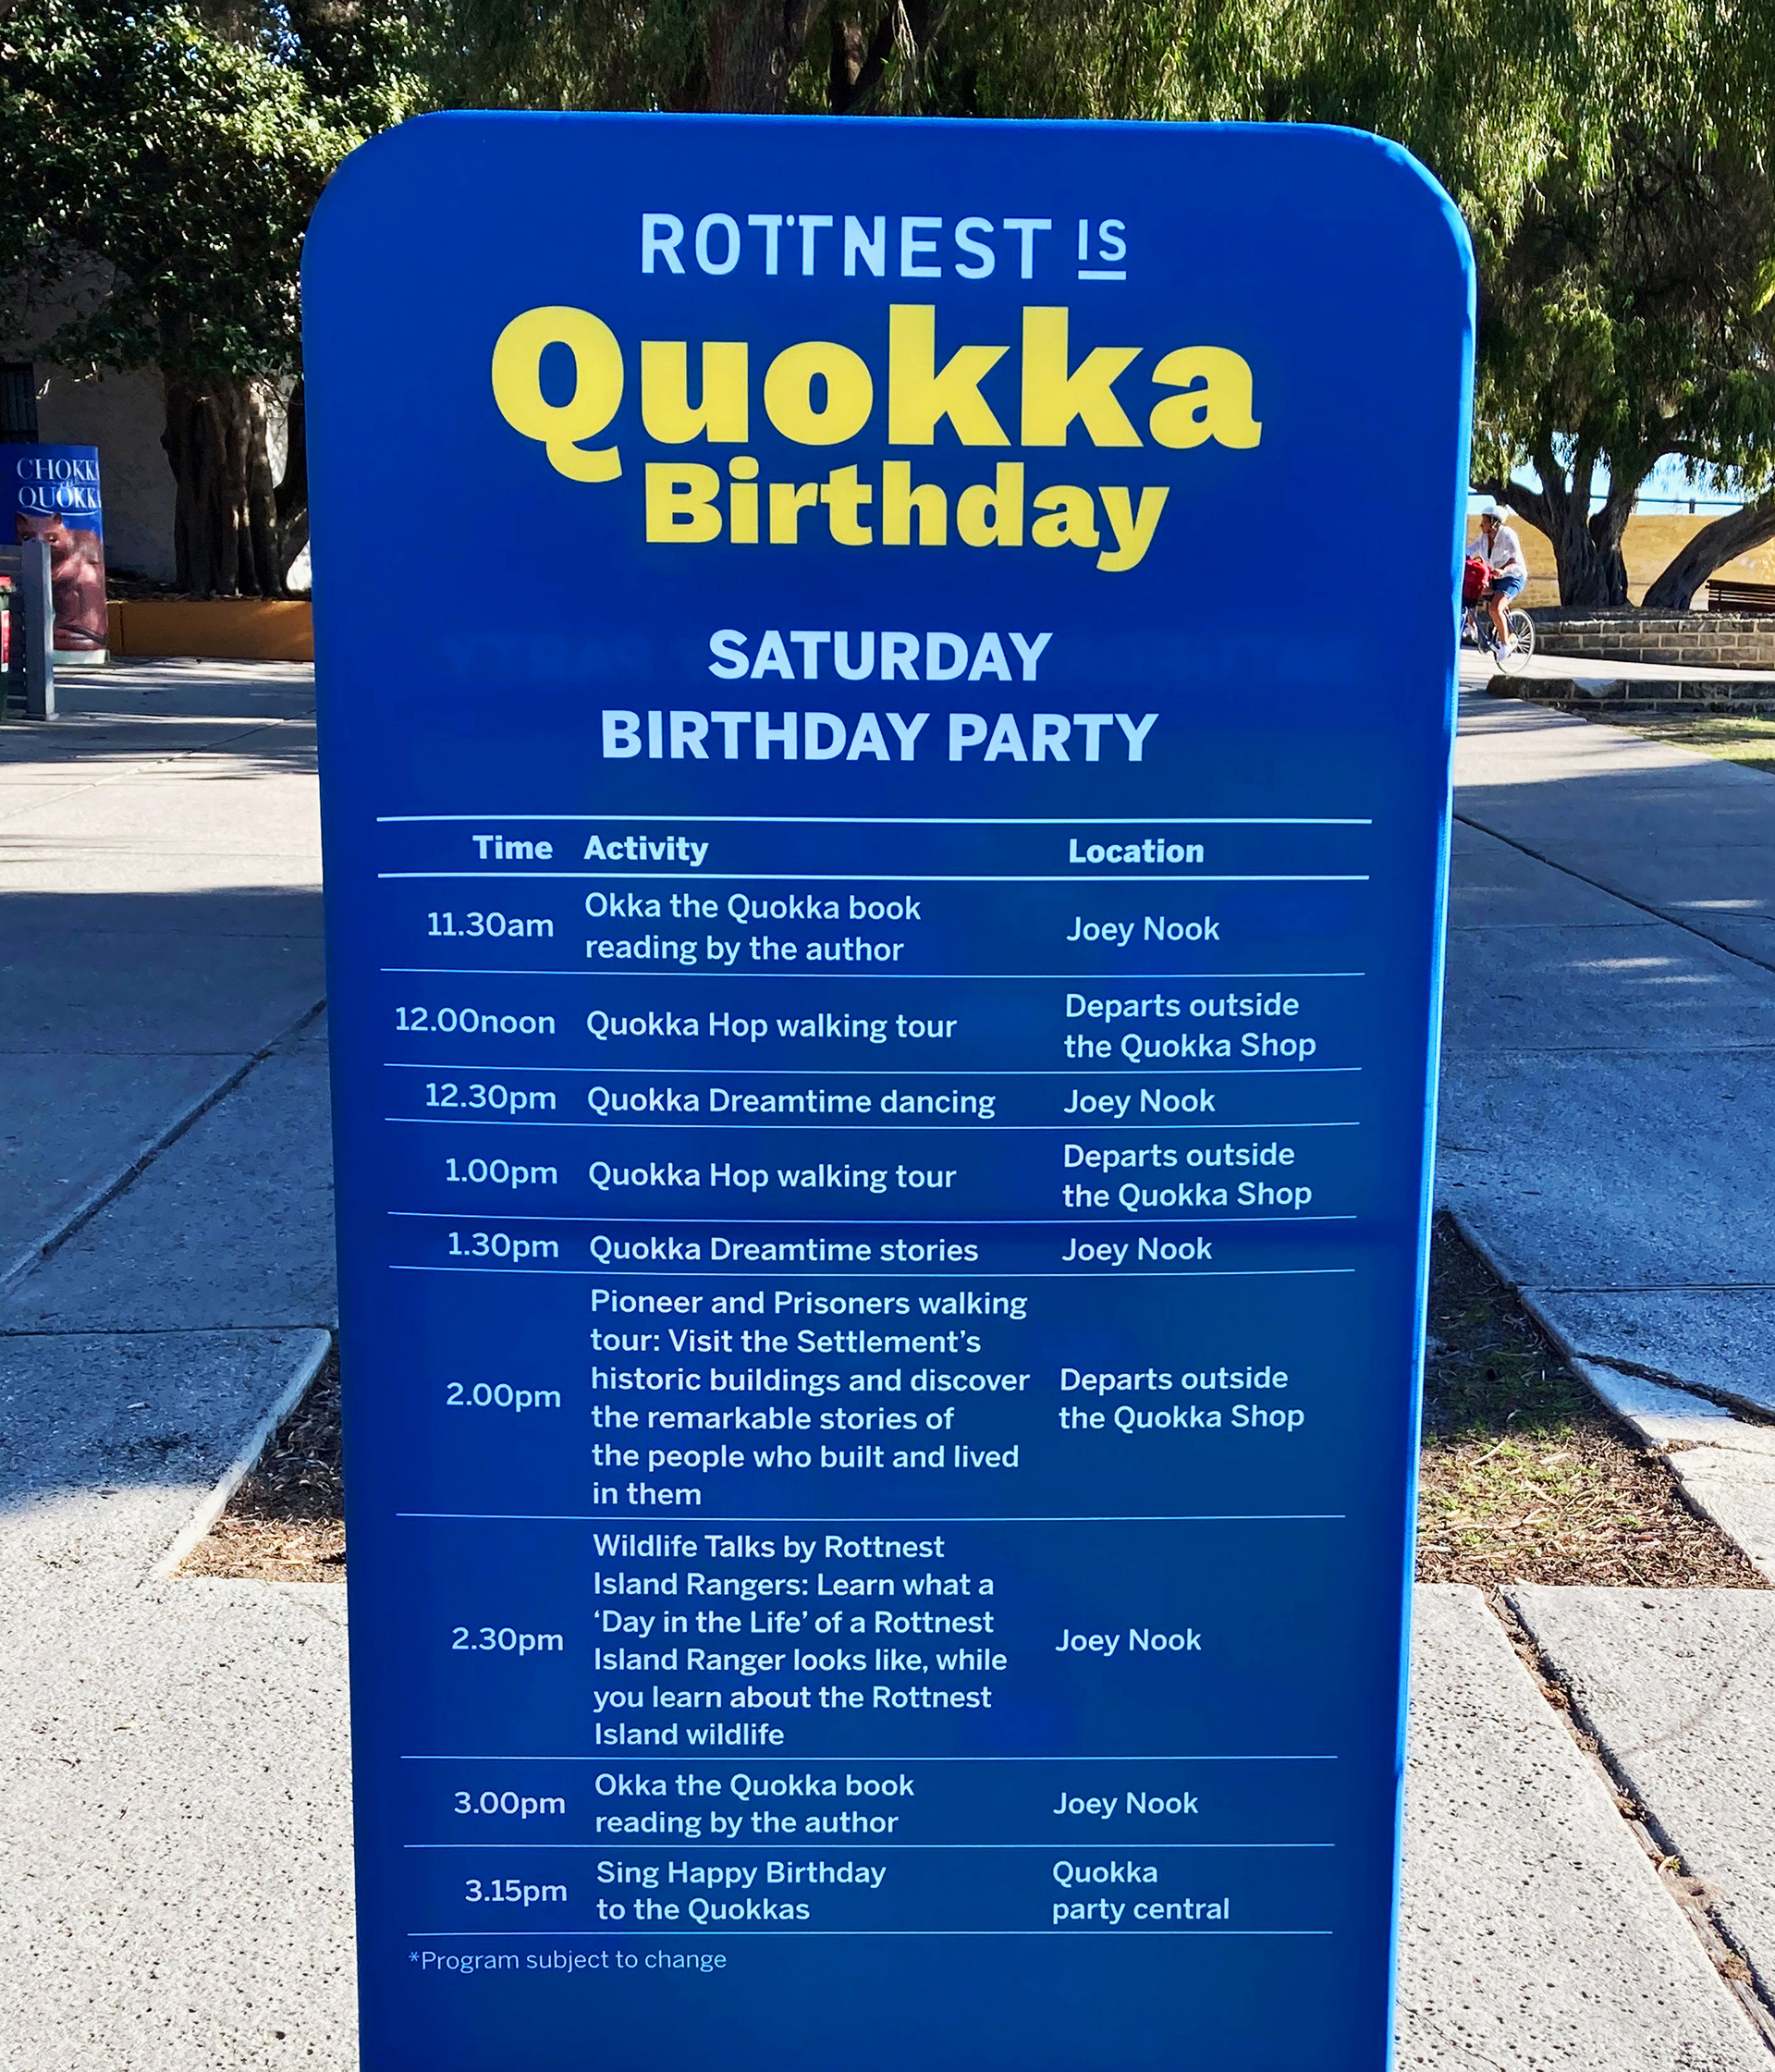 ROTTNEST IS
Quokka
Birthday
SATURDAY
BIRTHDAY PARTY
Time Activity Location
11.30am Okka the Quokka book
reading by the author Joey Nook
12.00noon Quokka Hop walking tour Departs outside
the Quokka Shop
12.30pm Quokka Dreamtime dancing Joey Nook
1.00pm Quokka Hop walking tour Departs outside
the Quokka Shop
1.30pm Quokka Dreamtime stories Joey Nook
2.00pm Pioneer and Prisoners walking
tour: Visit the Settlement’s
historic buildings and discover
the remarkable stories of
the people who built and lived
in them
Departs outside
the Quokka Shop
2.30pm Wildlife Talks by Rottnest
Island Rangers: Learn what a
‘Day in the Life’ of a Rottnest
Island Ranger looks like, while
you learn about the Rottnest
Island wildlife
Joey Nook
3.00pm Okka the Quokka book
reading by the author Joey Nook
3.15pm Sing Happy Birthday
to the Quokkas
Quokka
party central
*Program subject to change